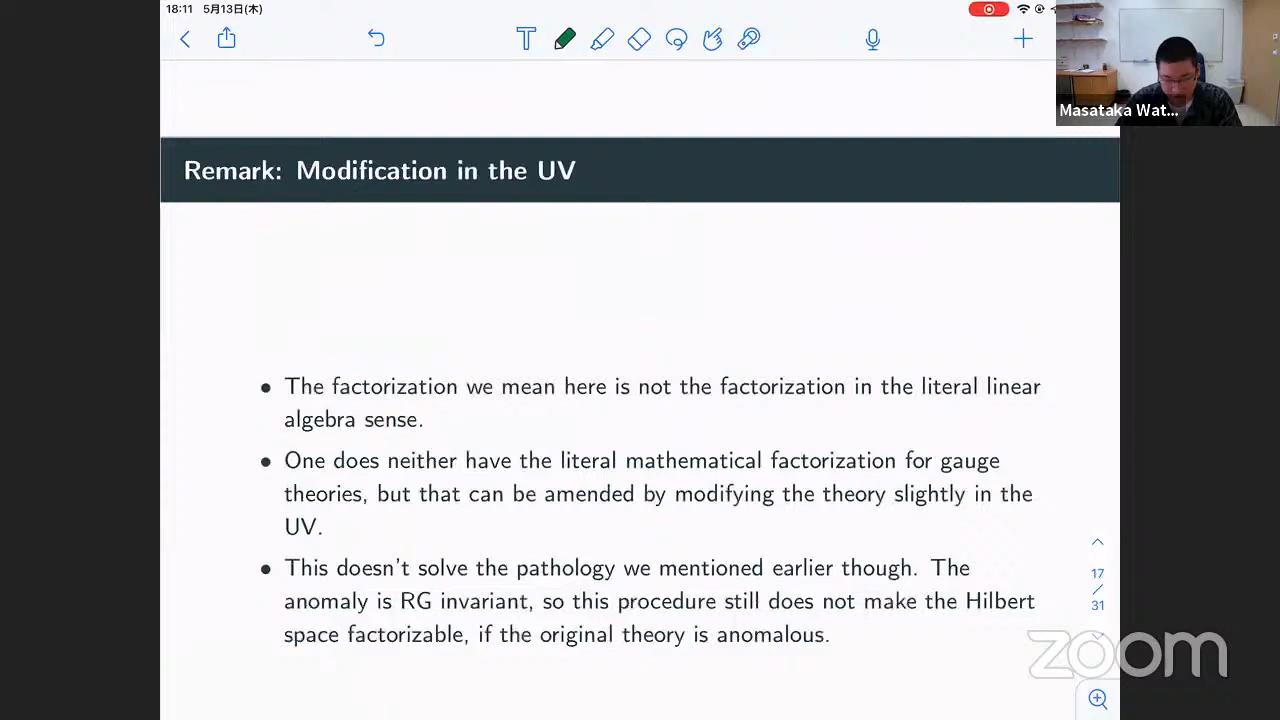 18:11 5月13日(木)
Masataka Wat...
Remark: Modification in the UV
• The factorization we mean here is not the factorization in the literal linear
algebra sense.
• One does neither have the literal mathematical factorization for gauge
theories, but that can be amended by modifying the theory slightly in the
UV.
• This doesn't solve the pathology we mentioned earlier though. The
anomaly is RG invariant, so this procedure still does not make the Hilbert
space factorizable, if the original theory is anomalous.
17
/
31
zoom